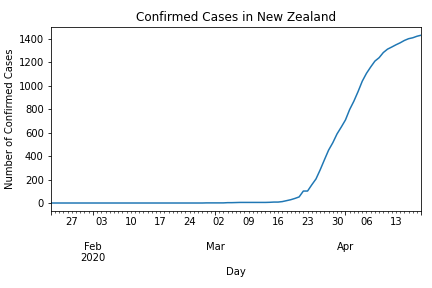 Confirmed Cases in New Zealand
1400
1200
1000
800
600
400
200
0
Number of Confirmed Cases
27 03 10 17 24 02 09 16 23 30 06 13
Feb Mar Apr
2020
Day